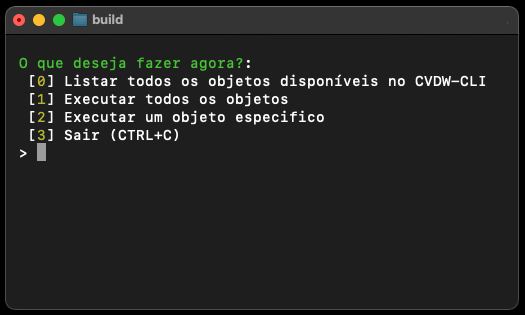 build
O que deseja fazer agora?:
[0] Listar todos os objetos disponíveis no CVDW-CLI
[1] Executar todos os objetos
[2] Executar um objeto especifico
[3] Sair (CTRL+C)
>